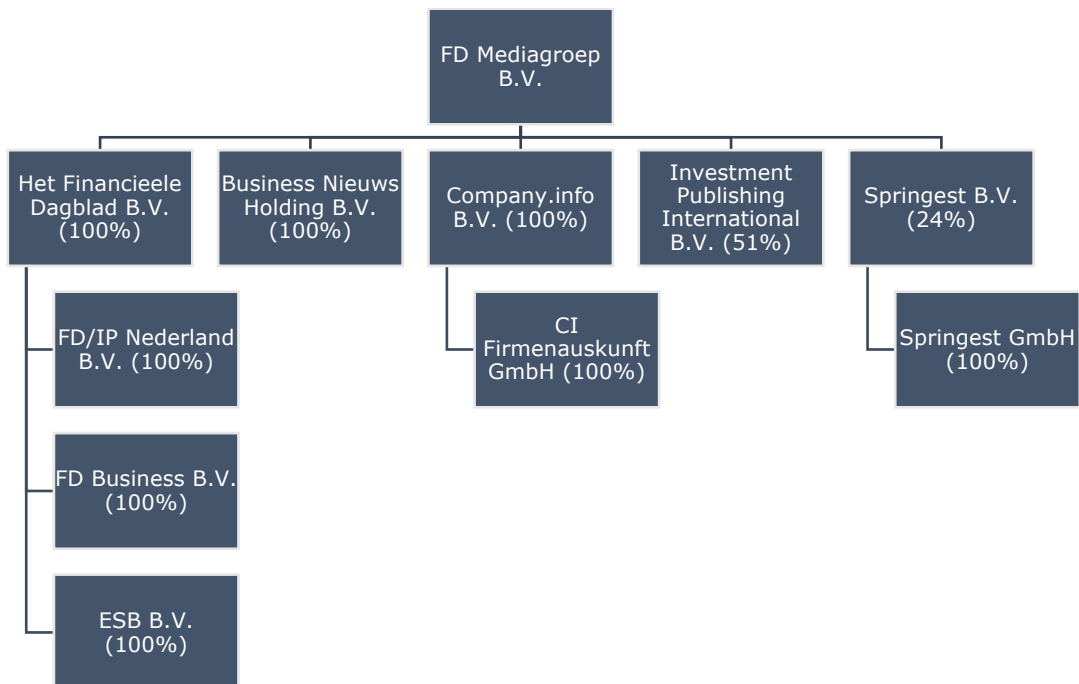 FD Mediagroep
B.V.
Het Financieele
Dagblad B.V.
(100%)
Business Nieuws
Holding B.V.
(100%)
Company.info
B.V. (100%)
Investment
Publishing
International
B.V. (51%)
Springest B.V.
(24%)
FD/IP Nederland
B.V. (100%)
CI
Firmenauskunft
GmbH (100%)
Springest GmbH
(100%)
FD Business B.V.
(100%)
ESB B.V.
(100%)